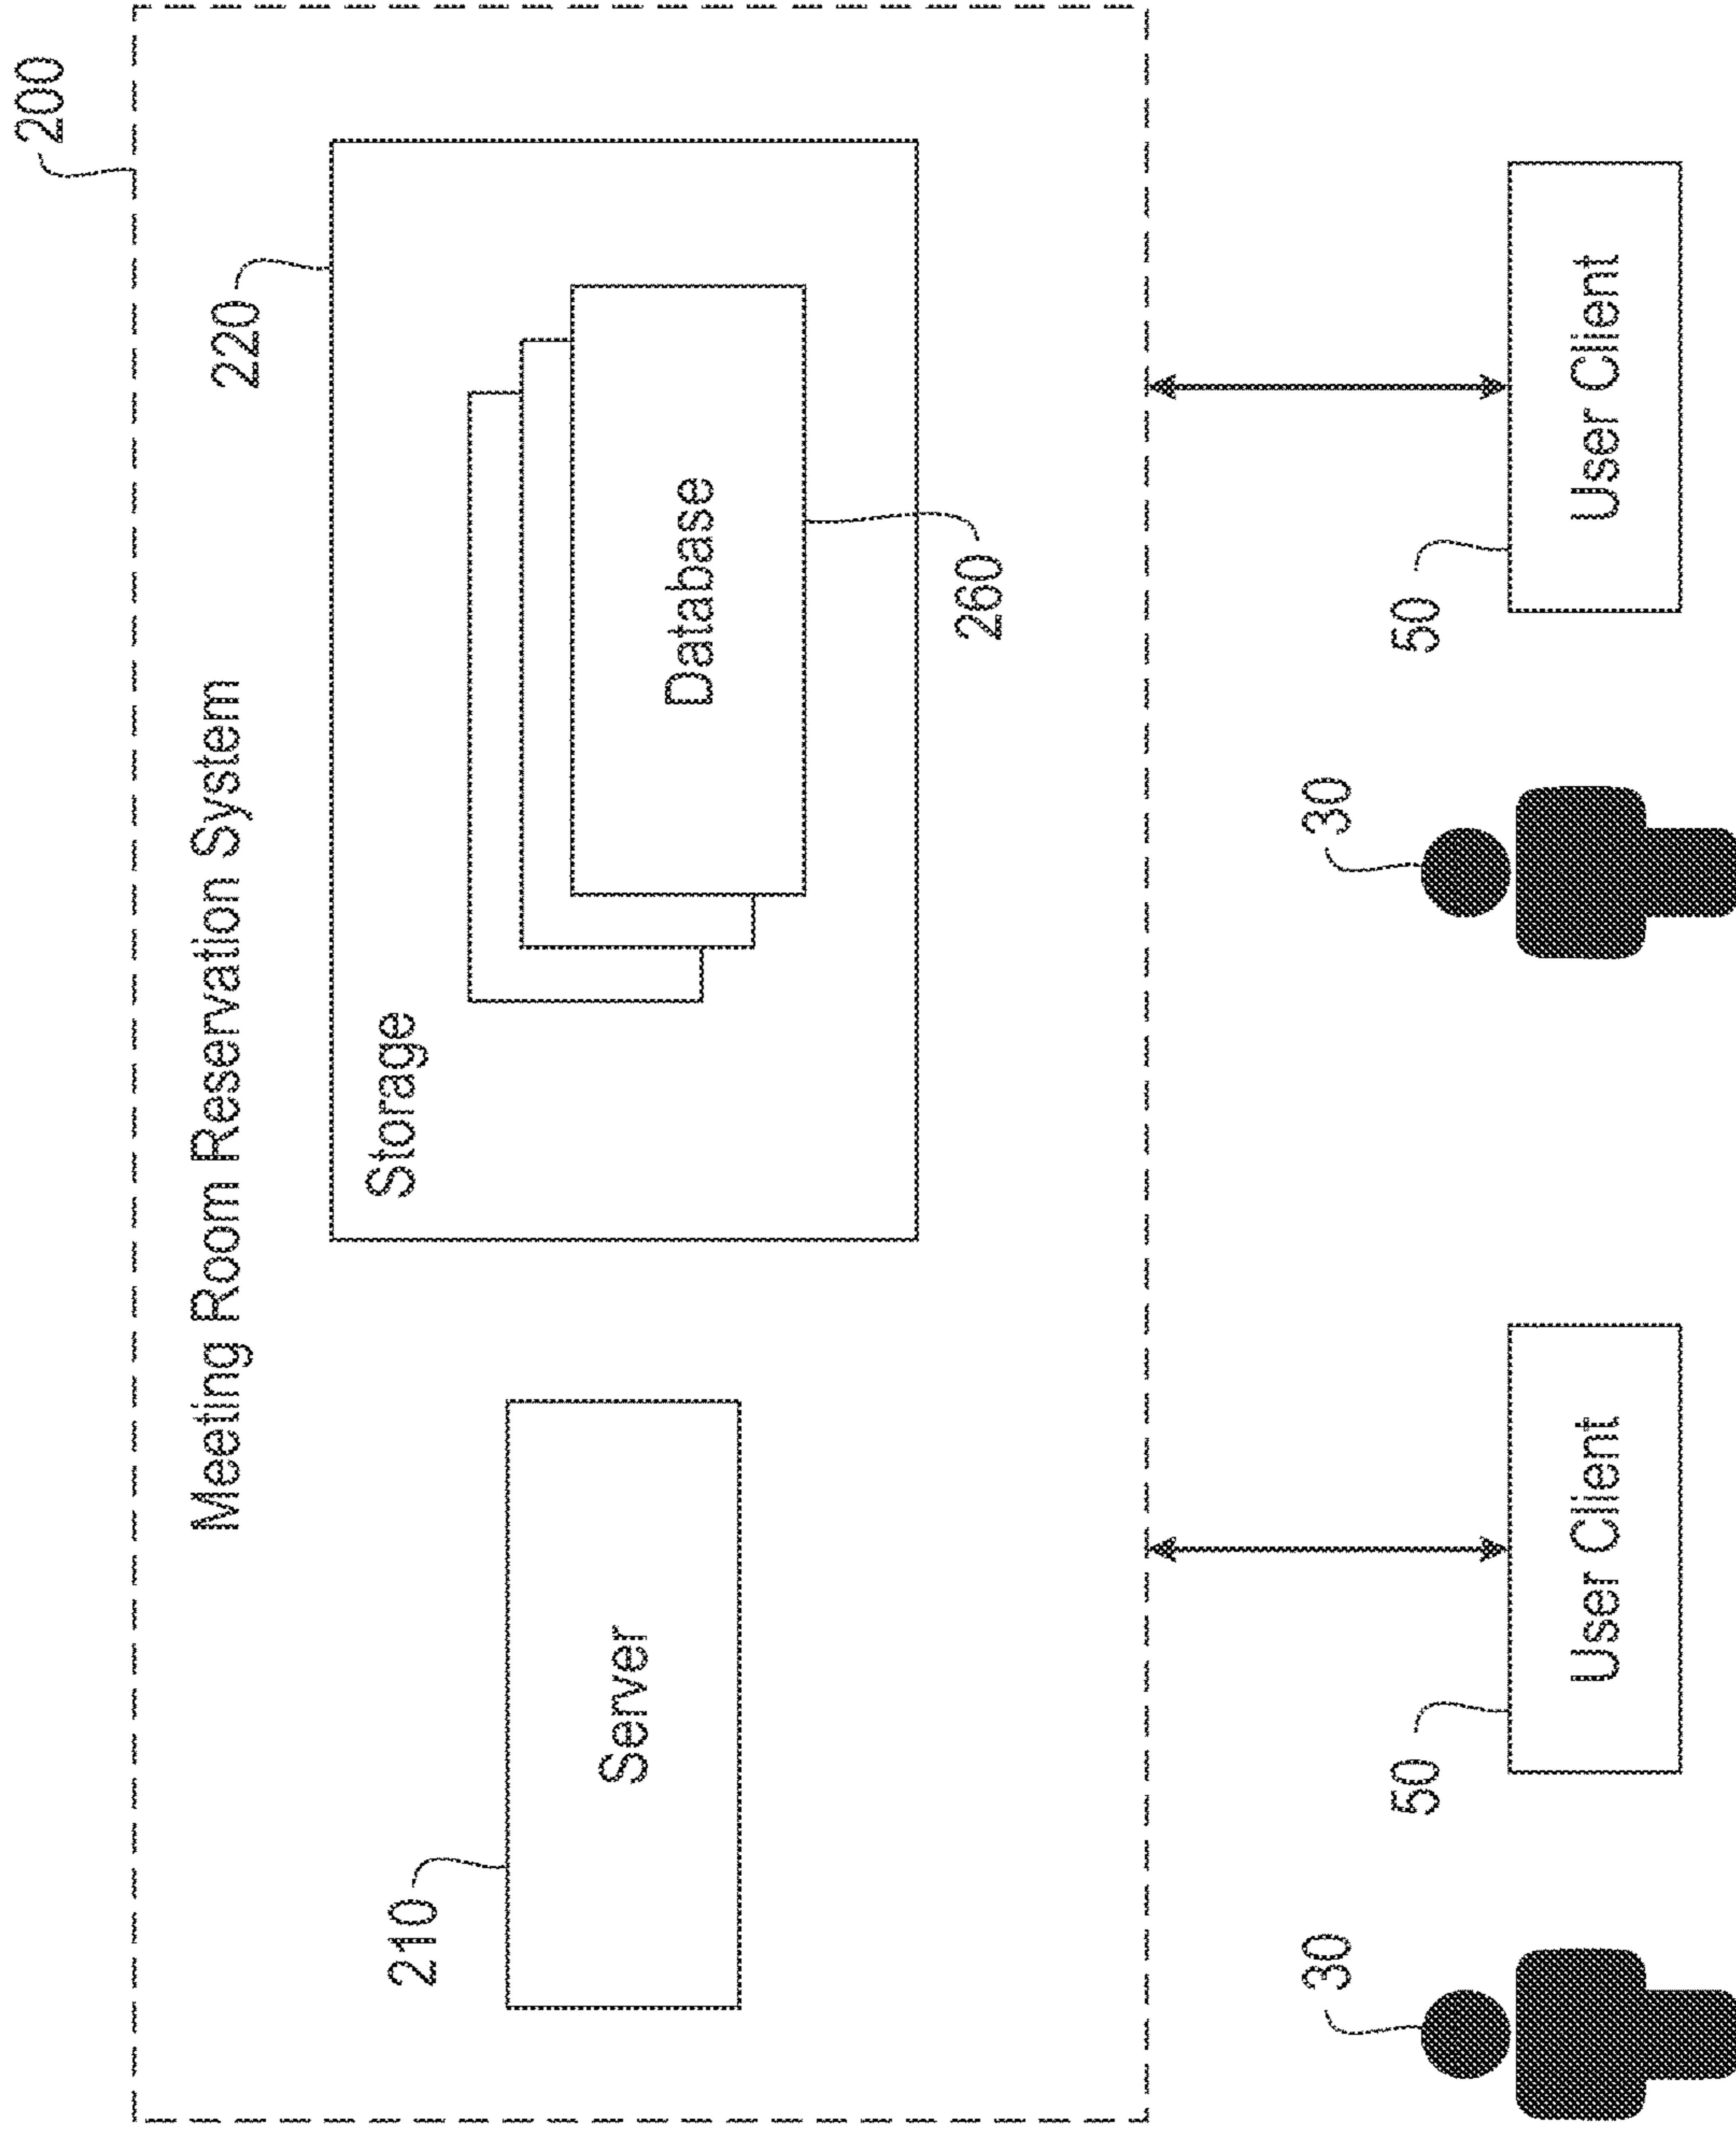 200
Meeting Room Reservation System
220
Storage
Database
260
210
Server
30
50
User Client
30
50
User Client